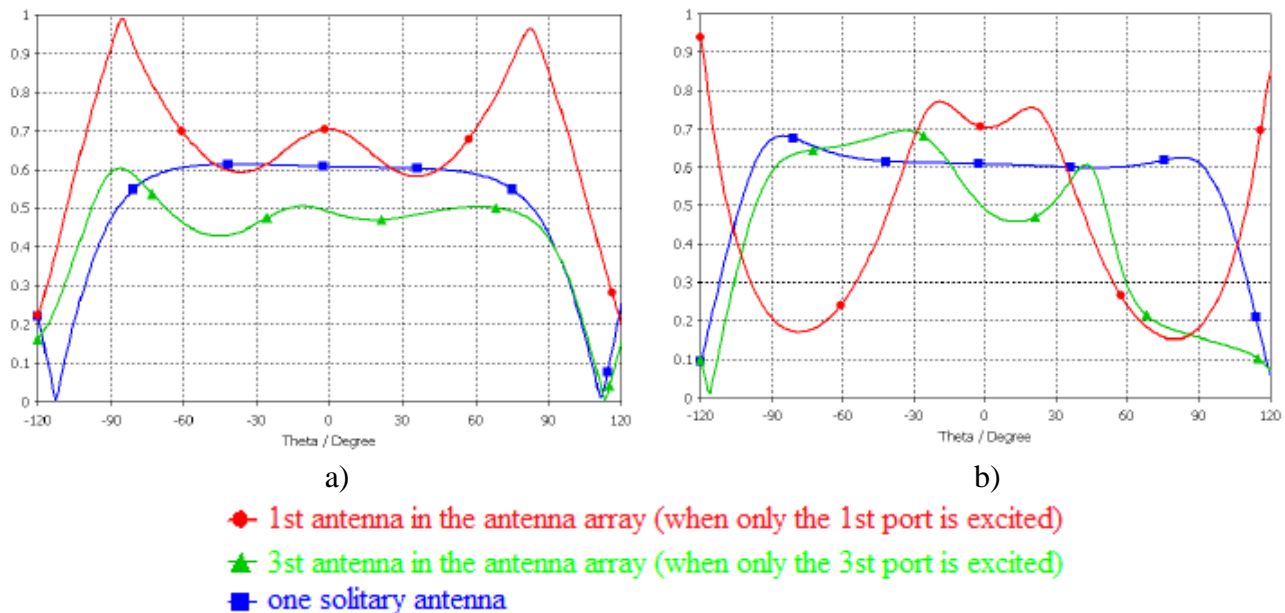 1
0.9
0.8
0.7
0.6
0.5
0.4
0.3
0.2
0.1
0
-120 -90 -60 -30 0 30 60 90 120
Theta / Degree
a)
1
0.9
0.8
0.7
0.6
0.5
0.4
0.3
0.2
0.1
0
-120 -90 -60 -30 0 30 60 90 120
Theta / Degree
b)
1st antenna in the antenna array (when only the 1st port is excited)
3st antenna in the antenna array (when only the 3st port is excited)
one solitary antenna